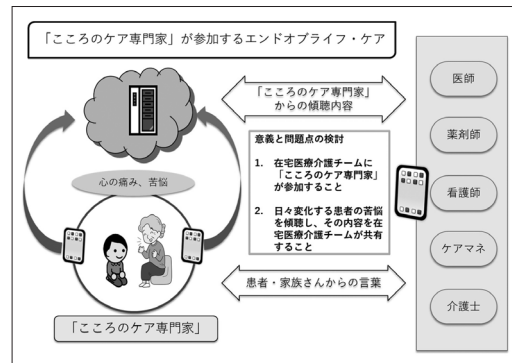 「こころのケア専門家」が参加するエンドオブライフ・ケア
「こころのケア専門家」
からの傾聴内容
心の痛み、苦悩
意義と問題点の検討
1. 在宅医療介護チームに
「こころのケア専門家」
が参加すること
2. 日々変化する患者の苦悩
を傾聴し、その内容を在
宅医療介護チームが共有
すること
患者・家族さんからの言葉
「こころのケア専門家」
医師
薬剤師
看護師
ケアマネ
介護士